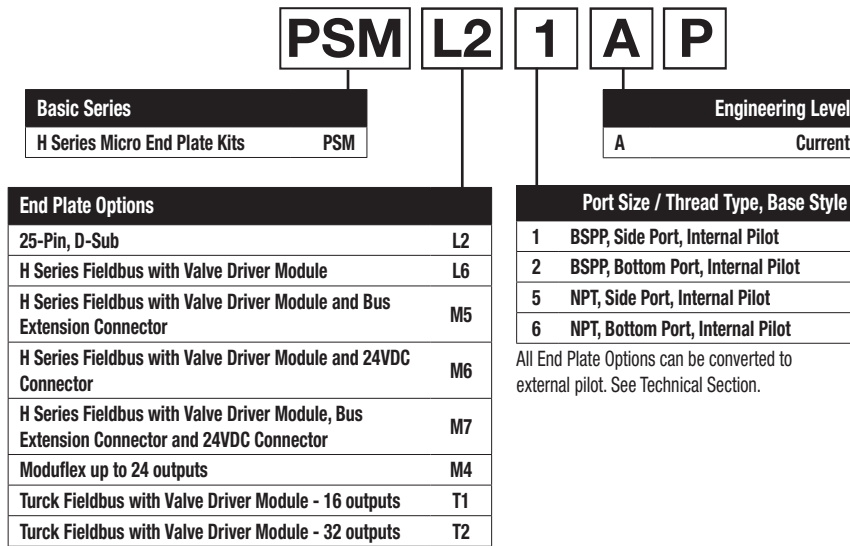 PSM L2 1 A P
Basic Series
H Series Micro End Plate Kits PSM
Engineering Level
A Current
End Plate Options
25-Pin, D-Sub L2
H Series Fieldbus with Valve Driver Module L6
H Series Fieldbus with Valve Driver Module and Bus
Extension Connector M5
H Series Fieldbus with Valve Driver Module and 24VDC
Connector M6
H Series Fieldbus with Valve Driver Module, Bus
Extension Connector and 24VDC Connector M7
Moduflex up to 24 outputs M4
Turck Fieldbus with Valve Driver Module - 16 outputs T1
Turck Fieldbus with Valve Driver Module - 32 outputs T2
Port Size / Thread Type, Base Style
1 BSPP, Side Port, Internal Pilot
2 BSPP, Bottom Port, Internal Pilot
5 NPT, Side Port, Internal Pilot
6 NPT, Bottom Port, Internal Pilot
All End Plate Options can be converted to
external pilot. See Technical Section.